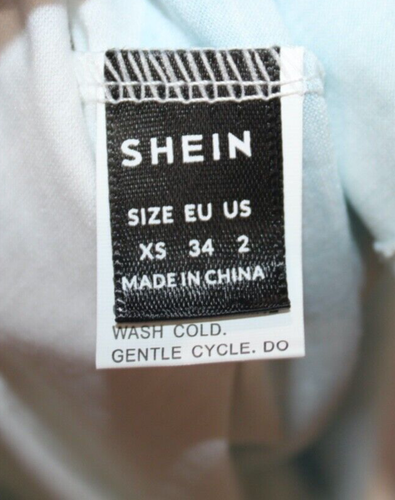 SHEIN
SIZE EU US
XS 34 2
MADE IN CHINA
WASH COLD.
GENTLE CYCLE. DO